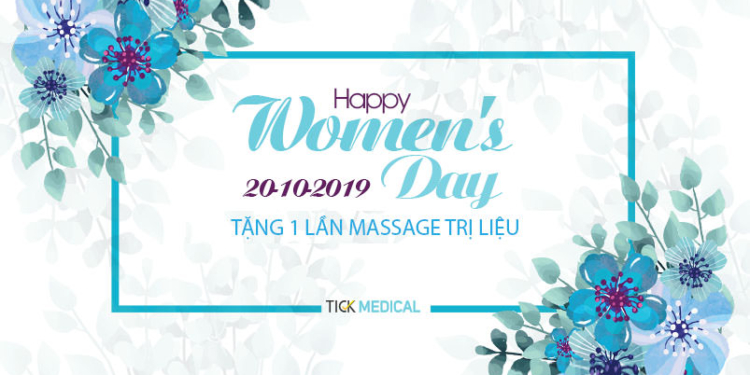 Happy
Women's
20-10-2019 Day
TẶNG 1 LẦN MASSAGE TRỊ LIỆU
TICK MEDICAL